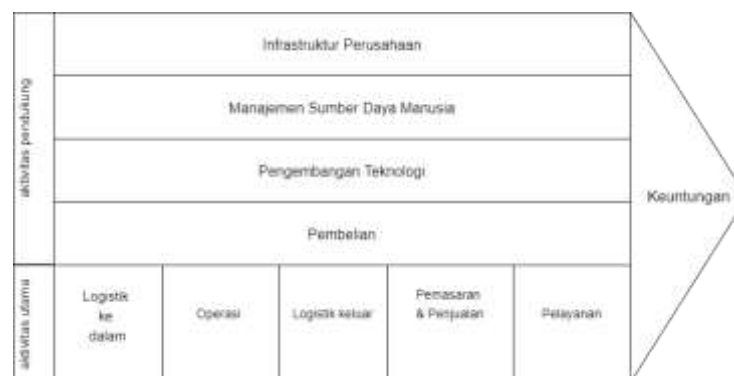 aktivitas pendukung
Infrastruktur Perusahaan
Manajemen Sumber Daya Manusia
Pengembangan Teknologi
Pembelian
Keuntungan
aktivitas utama
Logistik
ke
dalam
Operasi
Logistik keluar
Pemasaran
& Penjualan
Pelayanan